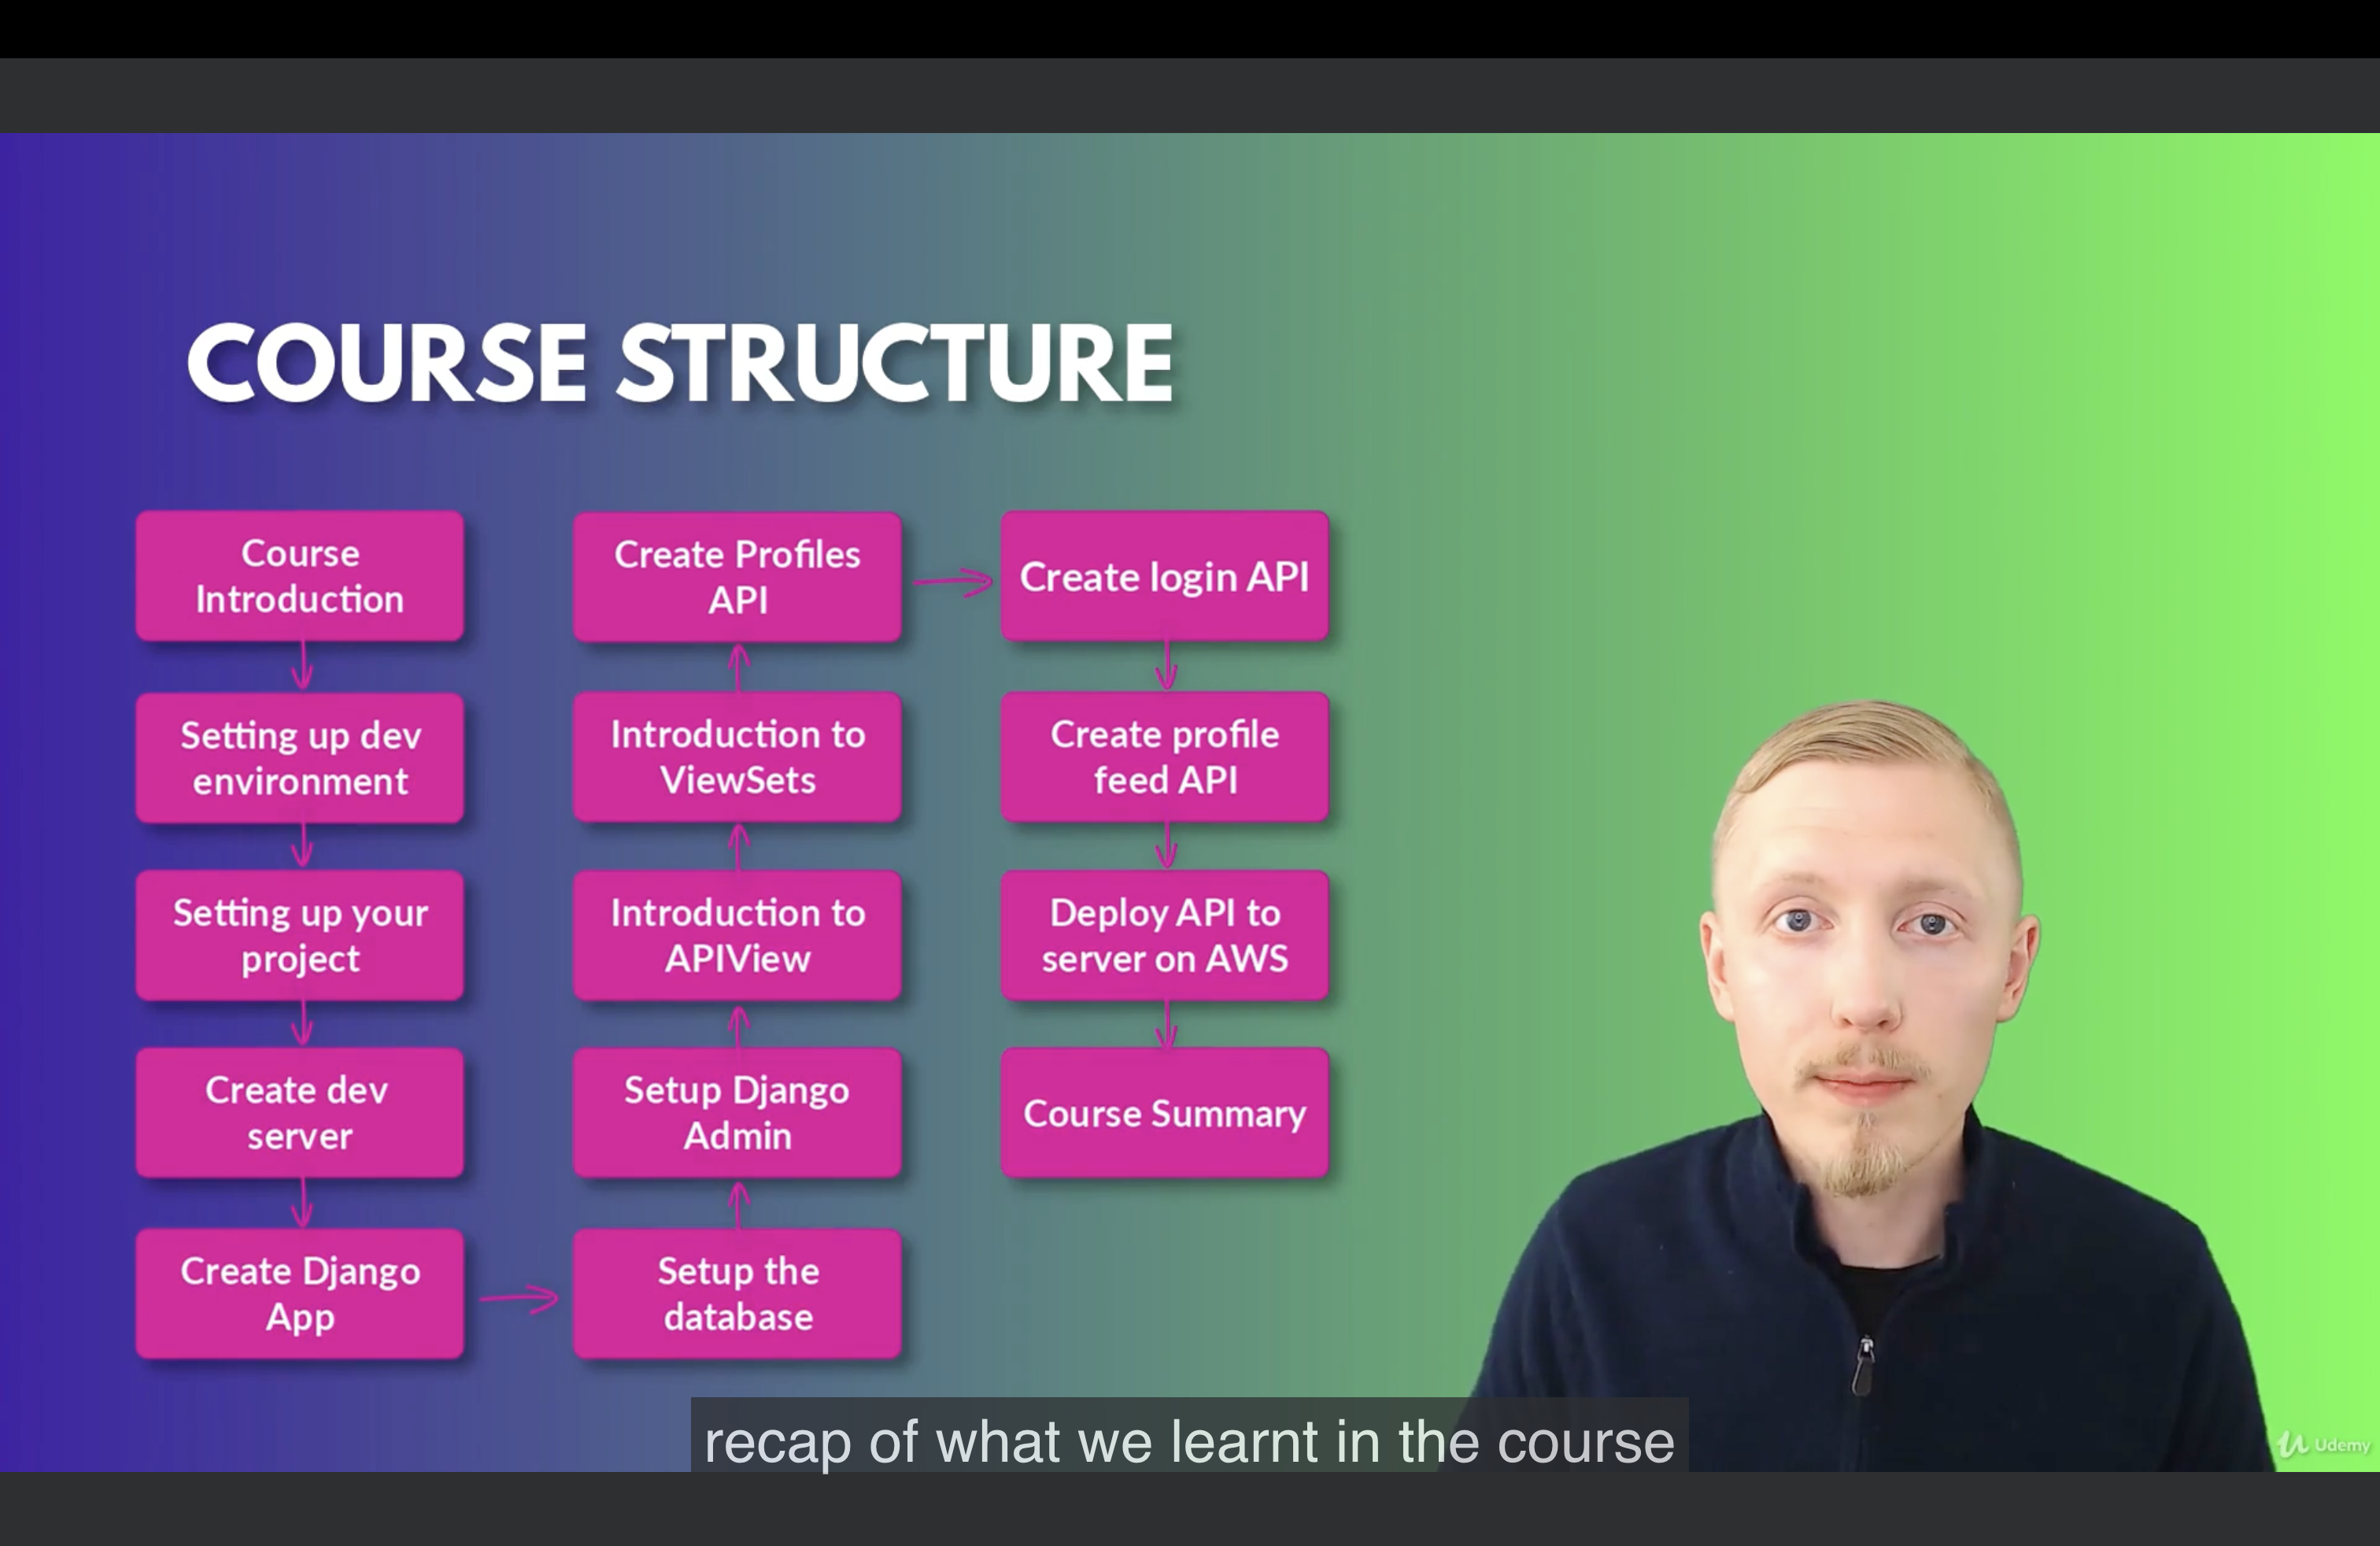 COURSE STRUCTURE
Course
Introduction
Setting up dev
environment
Setting up your
project
Create dev
server
Create Django
App
Setup the
database
Setup Django
Admin
Introduction to
APIView
Introduction to
ViewSets
Create Profiles
API
Create login API
Create profile
feed API
Deploy API to
server on AWS
Course Summary
recap of what we learnt in the course
Udemy